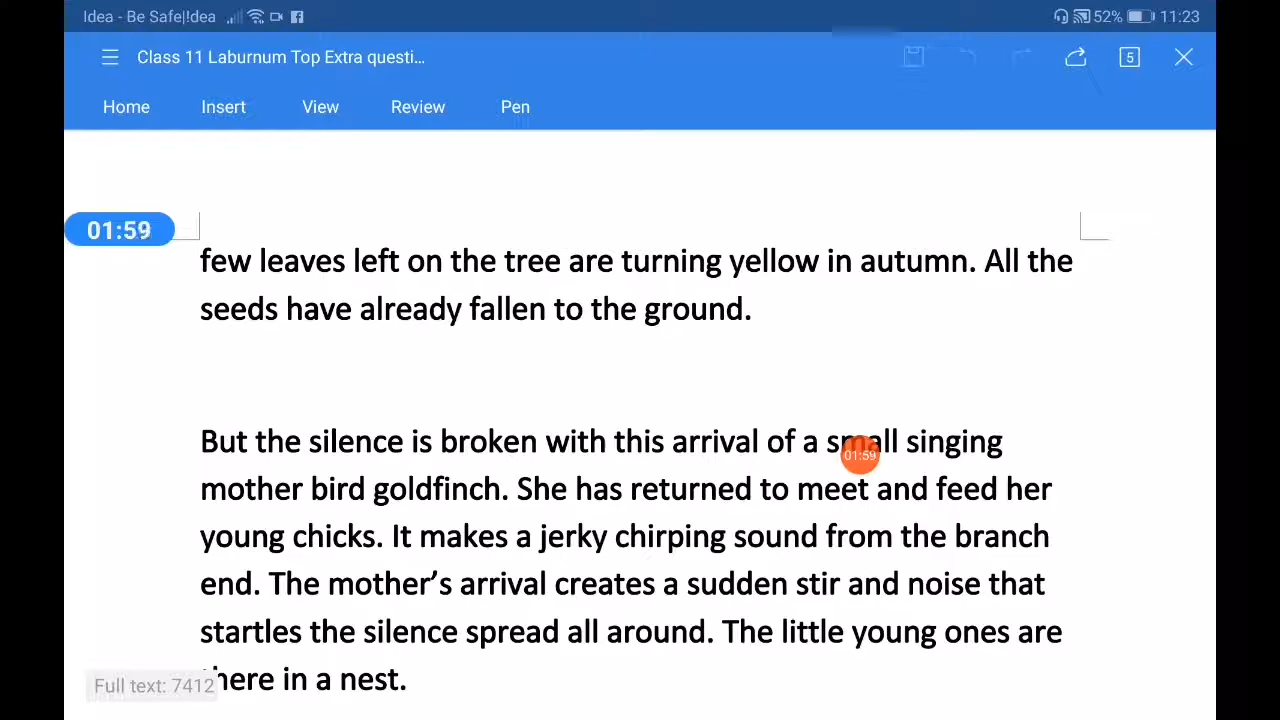 Idea - Be Safe|!dea 52% 11:23
Class 11 Laburnum Top Extra questi... 5
Home Insert View Review Pen
01:59
few leaves left on the tree are turning yellow in autumn. All the
seeds have already fallen to the ground.
But the silence is broken with this arrival of a small singing
01:59
mother bird goldfinch. She has returned to meet and feed her
young chicks. It makes a jerky chirping sound from the branch
end. The mother’s arrival creates a sudden stir and noise that
startles the silence spread all around. The little young ones are
there in a nest.
Full text: 7412